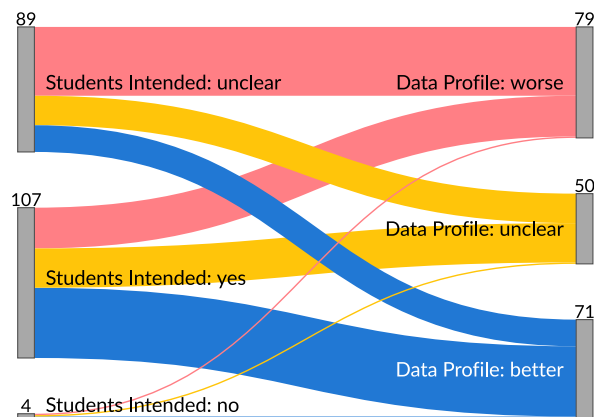 89
79
Students Intended: unclear
Data Profile: worse
107
50
Data Profile: unclear
Students Intended: yes
71
Data Profile: better
4
Students Intended: no